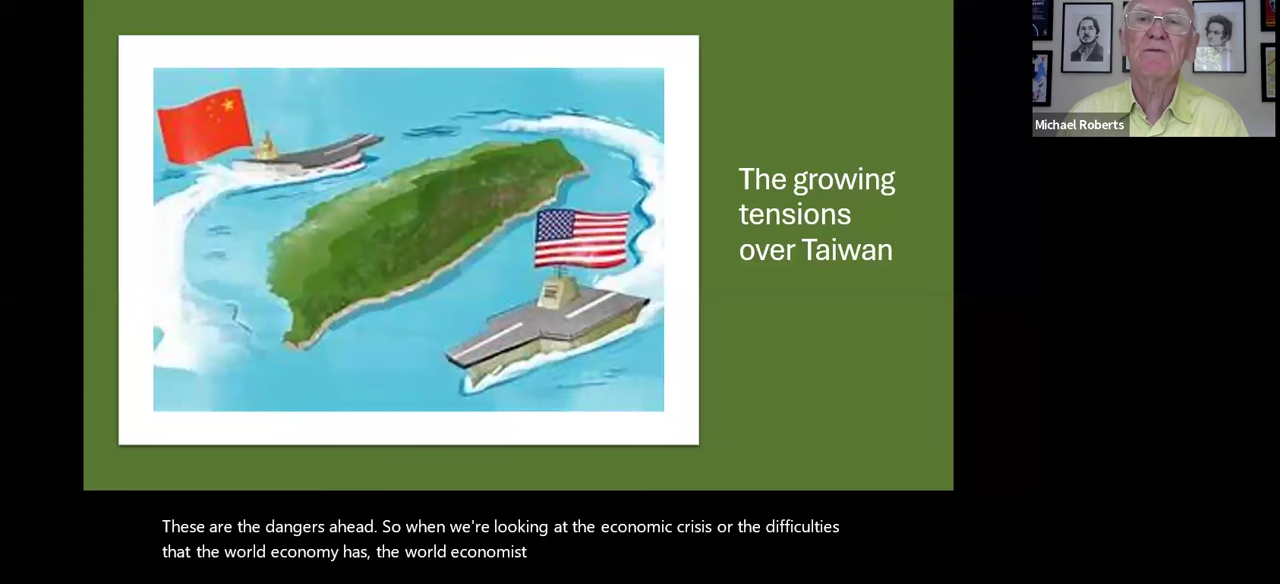 The growing
tensions
over Taiwan
Michael Roberts
These are the dangers ahead. So when we're looking at the economic crisis or the difficulties
that the world economy has, the world economist